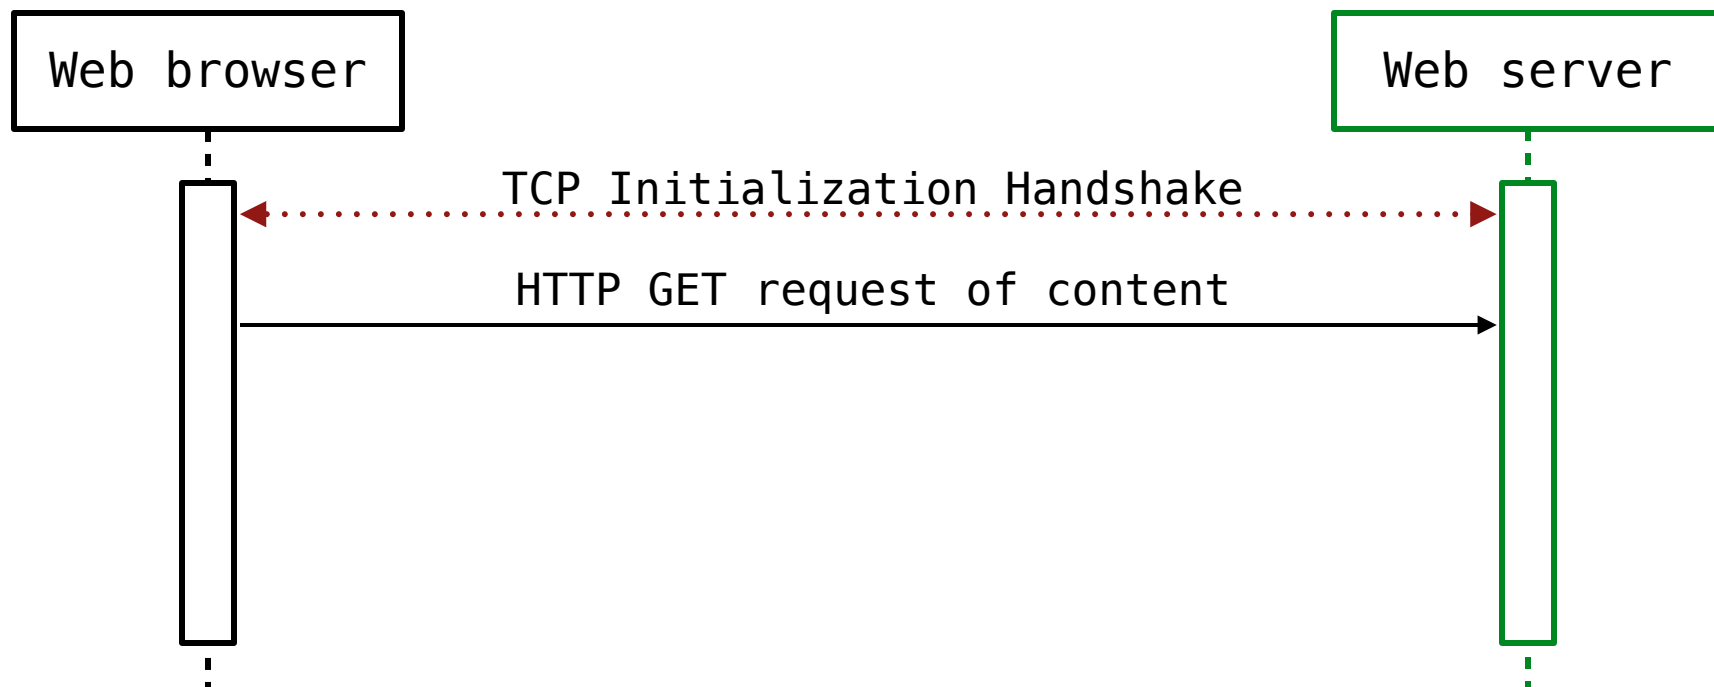 Web browser
Web server
TCP Initialization Handshake
HTTP GET request of content